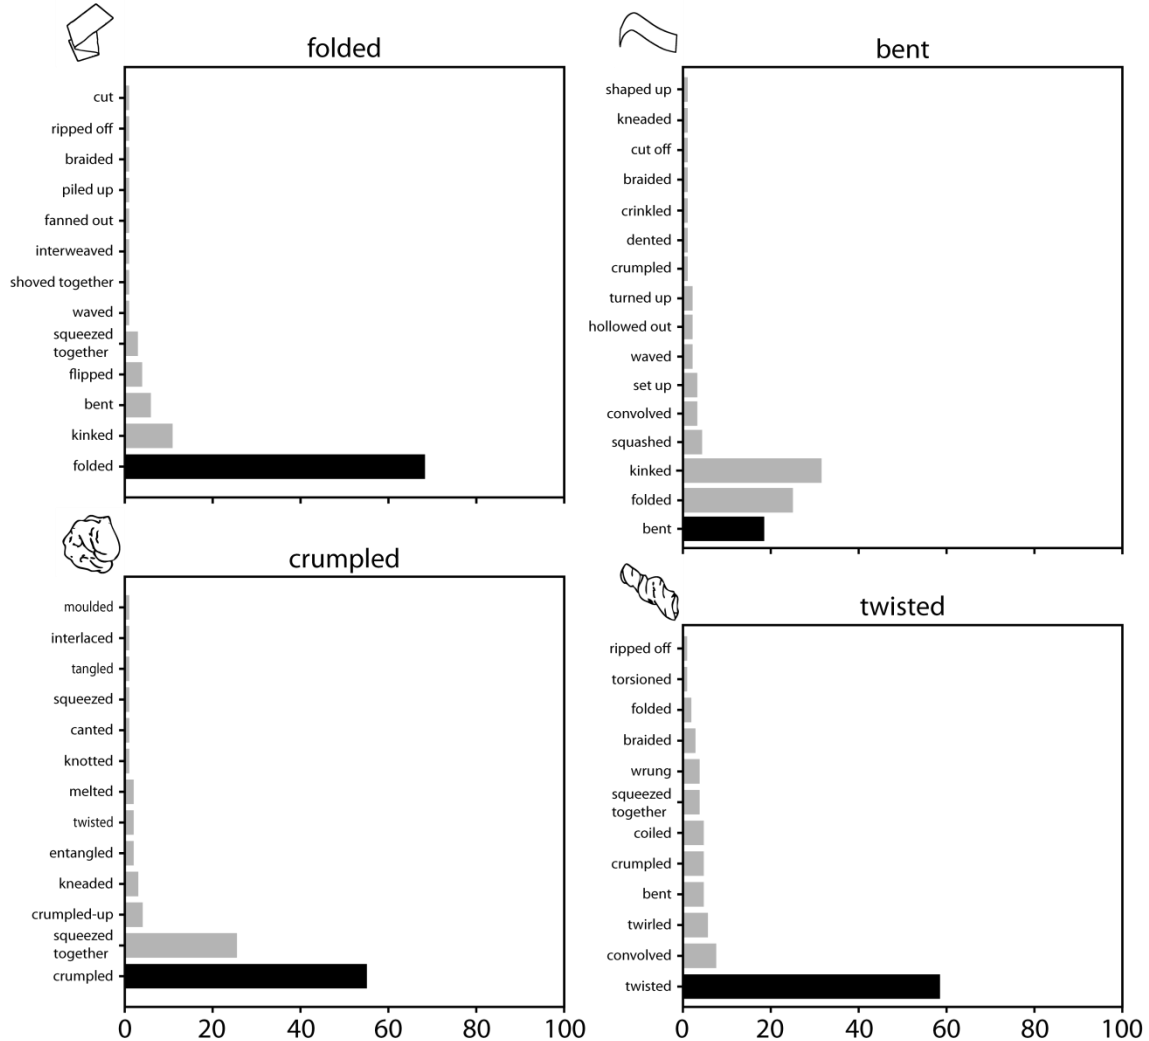 folded
cut
ripped off
braided
piled up
fanned out
interweaved
shoved together
waved
squeezed
together
flipped
bent
kinked
folded
bent
shaped up
kneaded
cut off
braided
crinkled
dented
crumpled
turned up
hollowed out
waved
set up
convolved
squashed
kinked
folded
bent
crumpled
moulded
interlaced
tangled
squeezed
canted
knotted
melted
twisted
entangled
kneaded
crumpled-up
squeezed
together
crumpled
0 20 40 60 80 100
twisted
ripped off
torsioned
folded
braided
wrung
squeezed
together
coiled
crumpled
bent
twirled
convolved
twisted
0 20 40 60 80 100